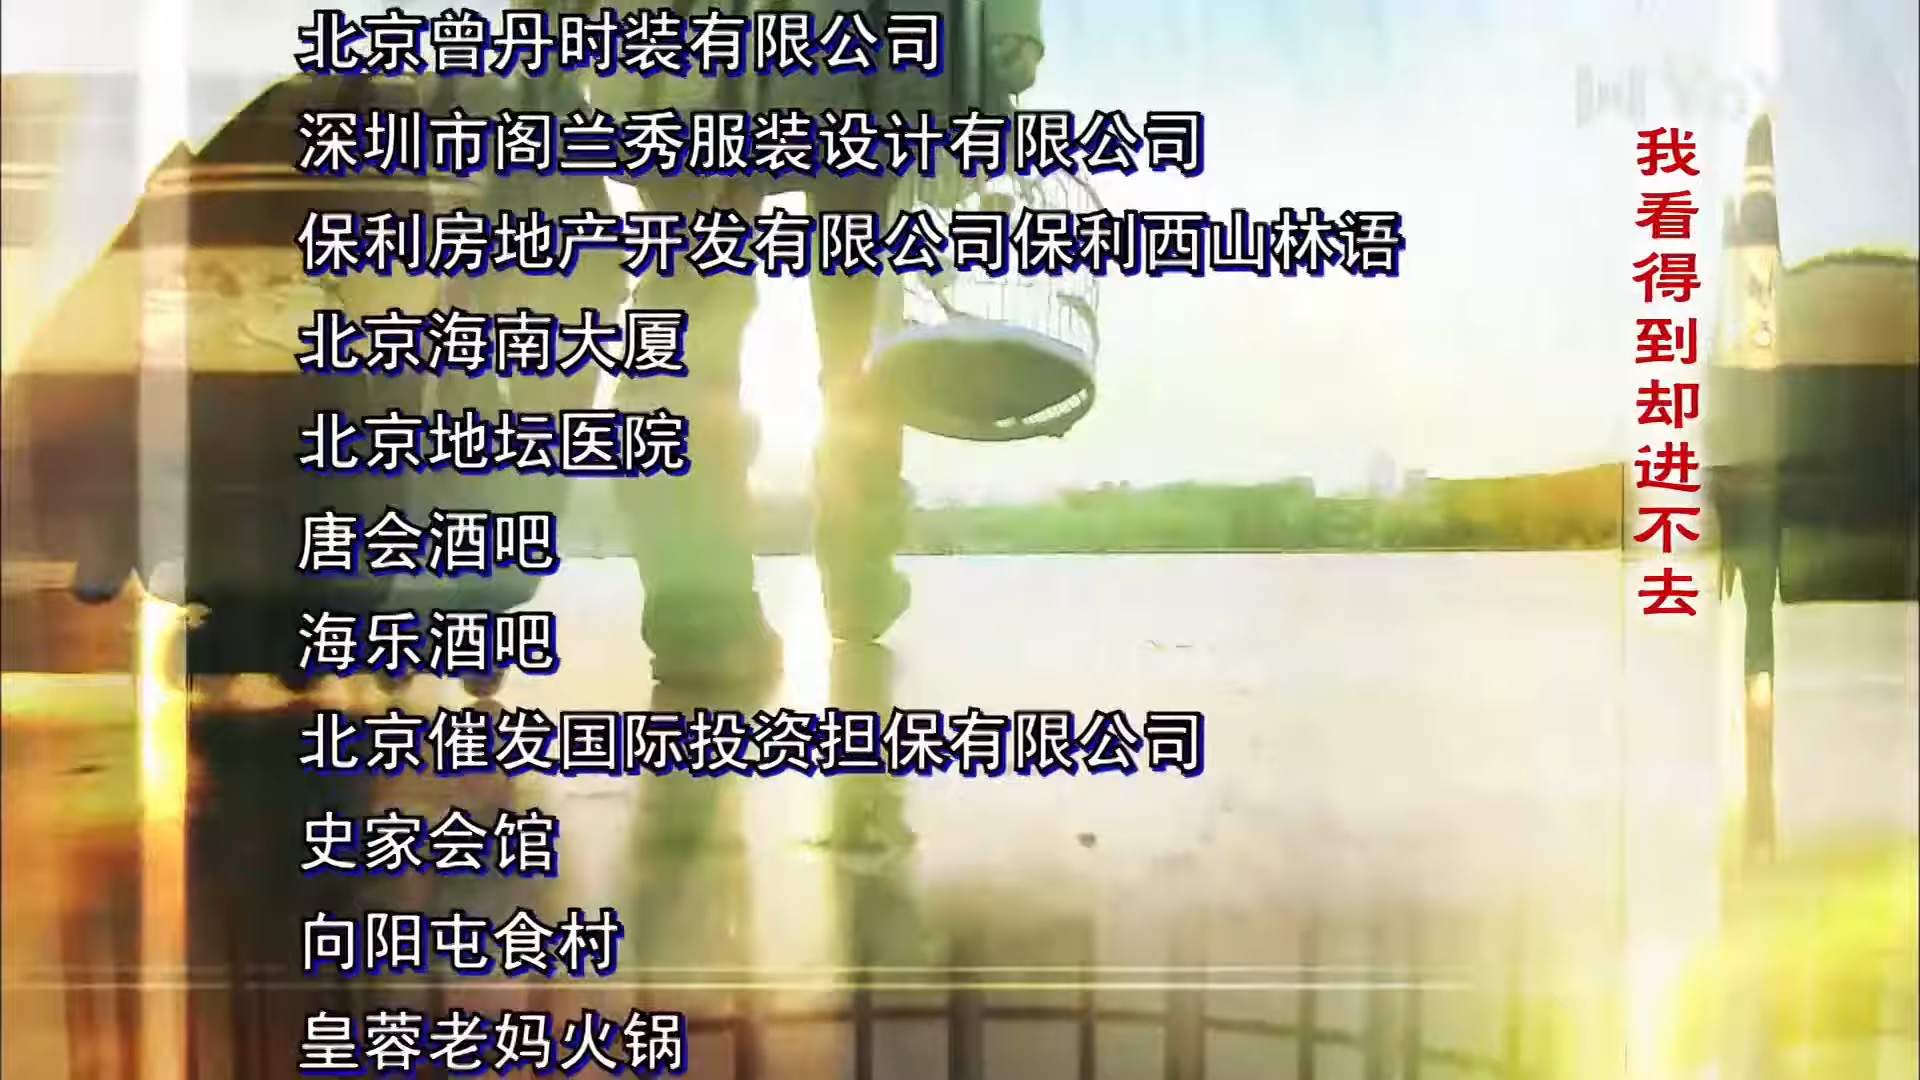 北京曾丹时装有限公司
深圳市阁兰秀服装设计有限公司
保利房地产开发有限公司保利西山林语
北京海南大厦
北京地坛医院
唐会酒吧
海乐酒吧
北京催发国际投资担保有限公司
史家会馆
向阳屯食村
皇蓉老妈火锅
我看得到却进不去